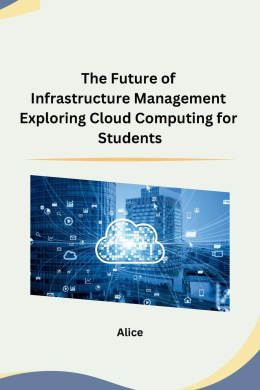 The Future of
Infrastructure Management
Exploring Cloud Computing for
Students
Alice